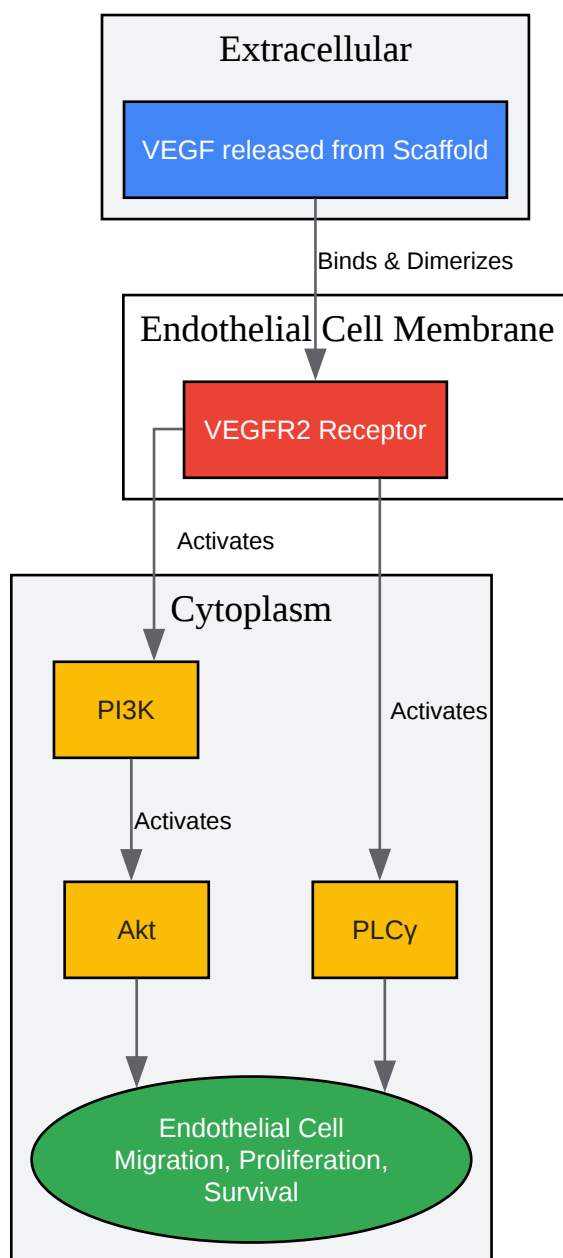 Extracellular
VEGF released from Scaffold
Binds & Dimerizes
Endothelial Cell Membrane
VEGFR2 Receptor
Activates
Cytoplasm
PI3K
Activates
Activates
Akt
PLCγ
Endothelial Cell
Migration, Proliferation,
Survival